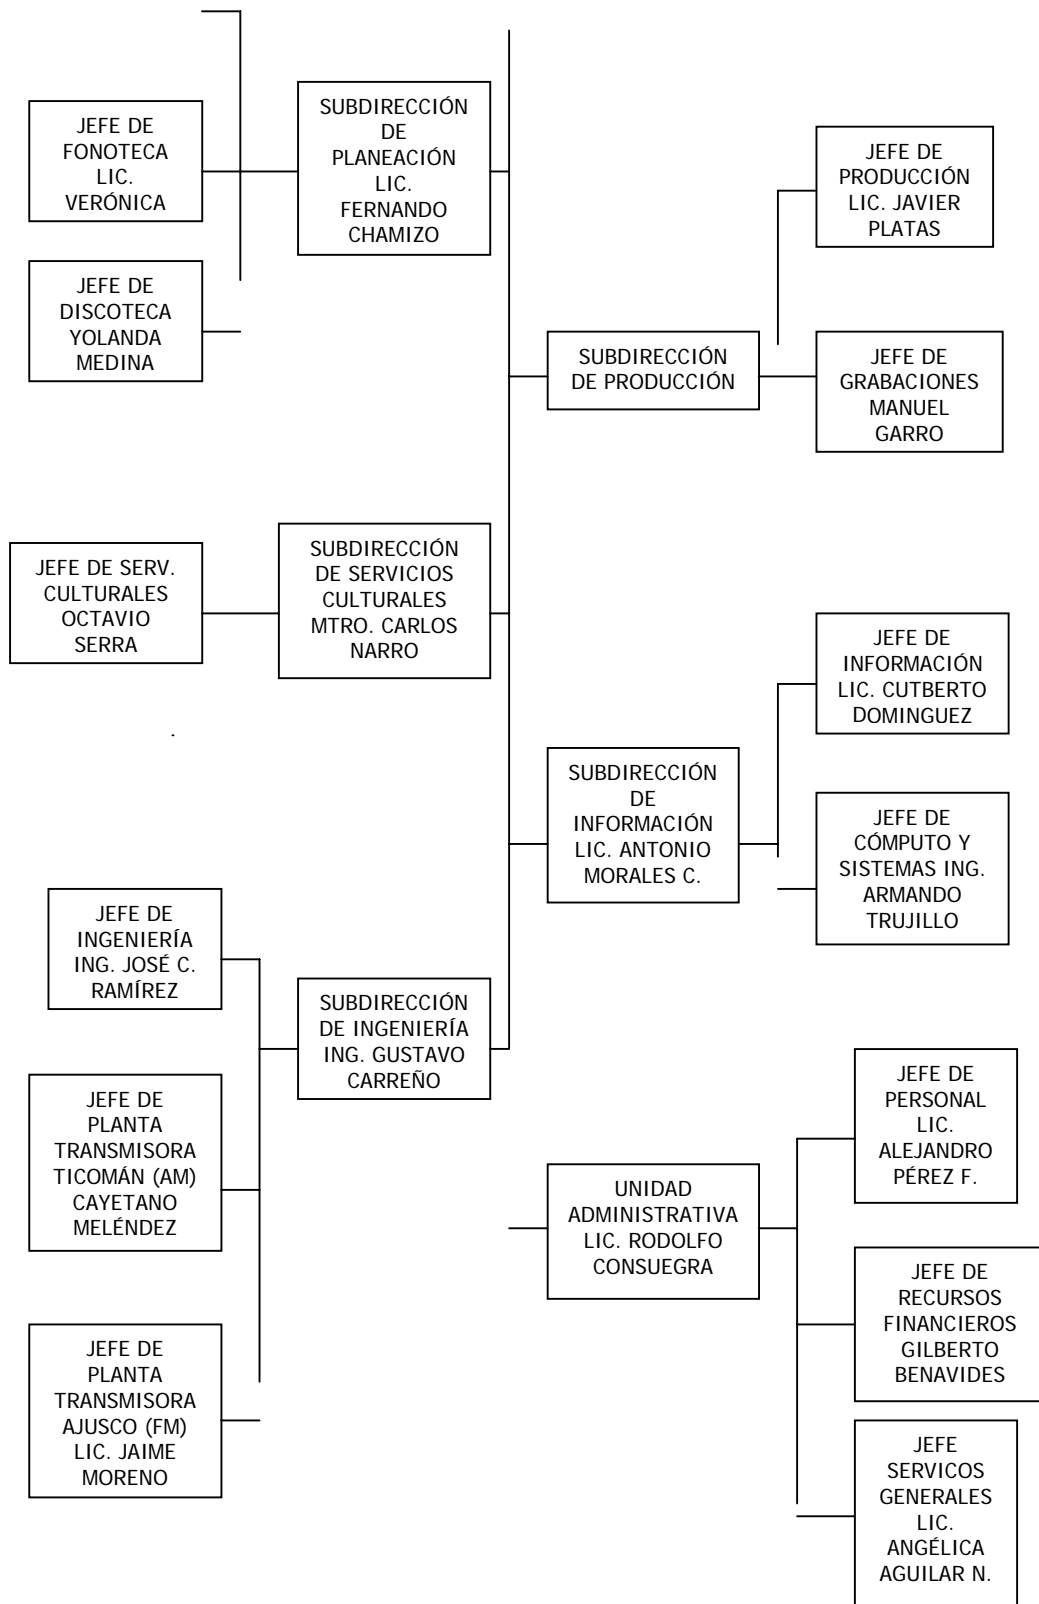 JEFE DE
FONOTECA
LIC.
VERÓNICA
SUBDIRECCIÓN
DE
PLANEACIÓN
LIC.
FERNANDO
CHAMIZO
JEFE DE
PRODUCCIÓN
LIC. JAVIER
PLATAS
JEFE DE
DISCOTECA
YOLANDA
MEDINA
SUBDIRECCIÓN
DE PRODUCCIÓN
JEFE DE
GRABACIONES
MANUEL
GARRO
JEFE DE SERV.
CULTURALES
OCTAVIO
SERRA
SUBDIRECCIÓN
DE SERVICIOS
CULTURALES
MTRO. CARLOS
NARRO
JEFE DE
INFORMACIÓN
LIC. CUTBERTO
DOMINGUEZ
.
SUBDIRECCIÓN
DE
INFORMACIÓN
LIC. ANTONIO
MORALES C.
JEFE DE
CÓMPUTO Y
SISTEMAS ING.
ARMANDO
TRUJILLO
JEFE DE
INGENIERÍA
ING. JOSÉ C.
RAMÍREZ
SUBDIRECCIÓN
DE INGENIERÍA
ING. GUSTAVO
CARREÑO
JEFE DE
PERSONAL
LIC.
ALEJANDRO
PÉREZ F.
JEFE DE
PLANTA
TRANSMISORA
TICOMÁN (AM)
CAYETANO
MELÉNDEZ
UNIDAD
ADMINISTRATIVA
LIC. RODOLFO
CONSUEGRA
JEFE DE
RECURSOS
FINANCIEROS
GILBERTO
BENAVIDES
JEFE DE
PLANTA
TRANSMISORA
AJUSCO (FM)
LIC. JAIME
MORENO
JEFE
SERVICOS
GENERALES
LIC.
ANGÉLICA
AGUILAR N.